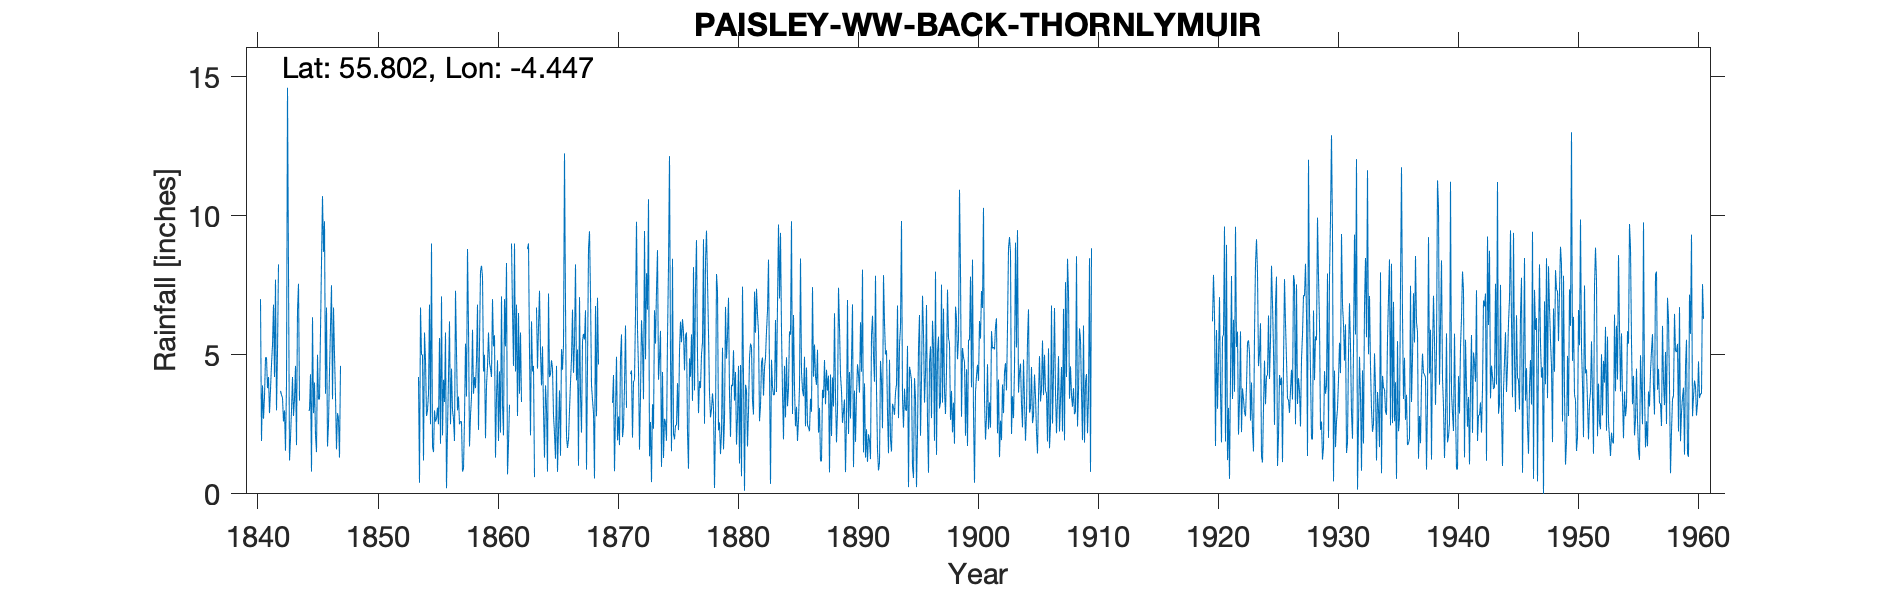 PAISLEY-WW-BACK-THORNLYMUIR
Lat: 55.802, Lon: -4.447
15
10
5
0
Rainfall [inches]
1840 1850 1860 1870 1880 1890 1900 1910 1920 1930 1940 1950 1960
Year